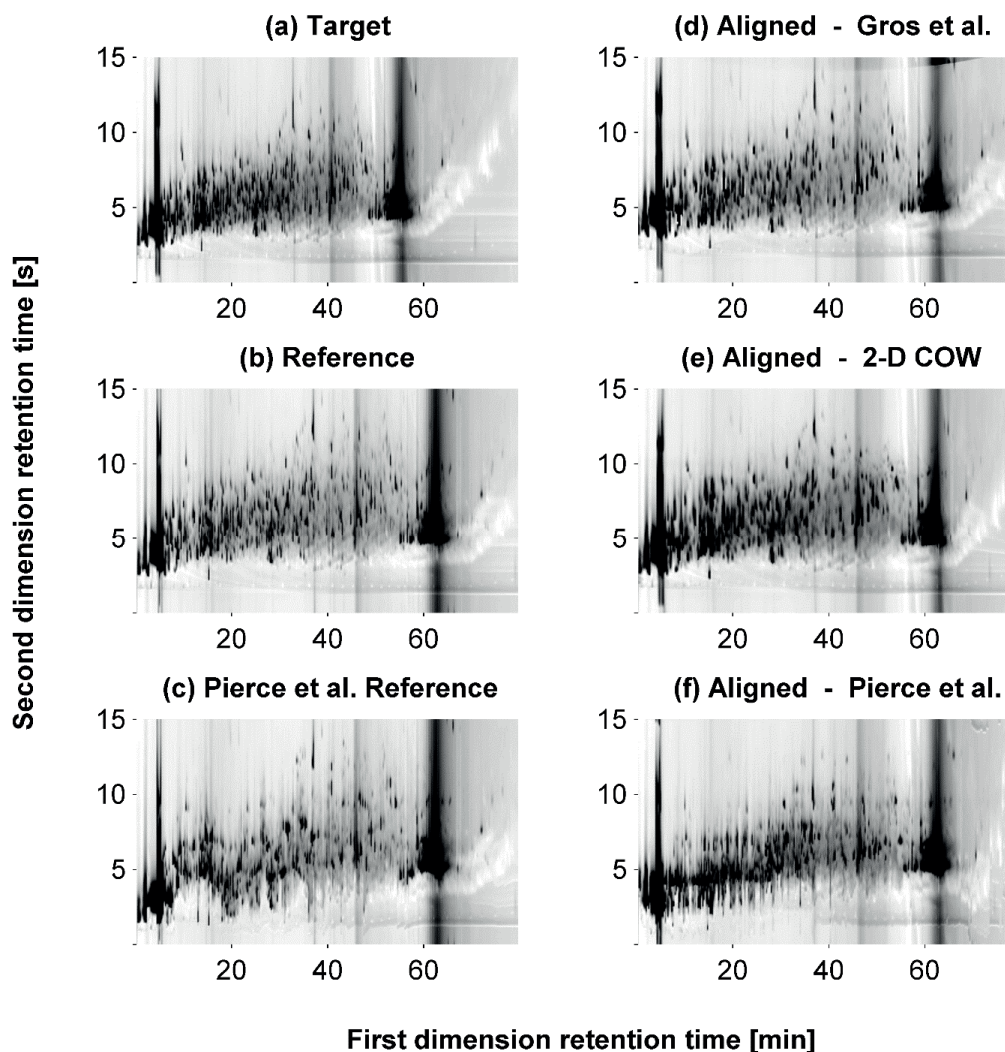 (a) Target
15
10
5
20 40 60
(d) Aligned - Gros et al.
15
10
5
20 40 60
(b) Reference
15
10
5
20 40 60
(e) Aligned - 2-D COW
15
10
5
20 40 60
(c) Pierce et al. Reference
15
10
5
20 40 60
(f) Aligned - Pierce et al.
15
10
5
20 40 60
Second dimension retention time [s]
First dimension retention time [min]